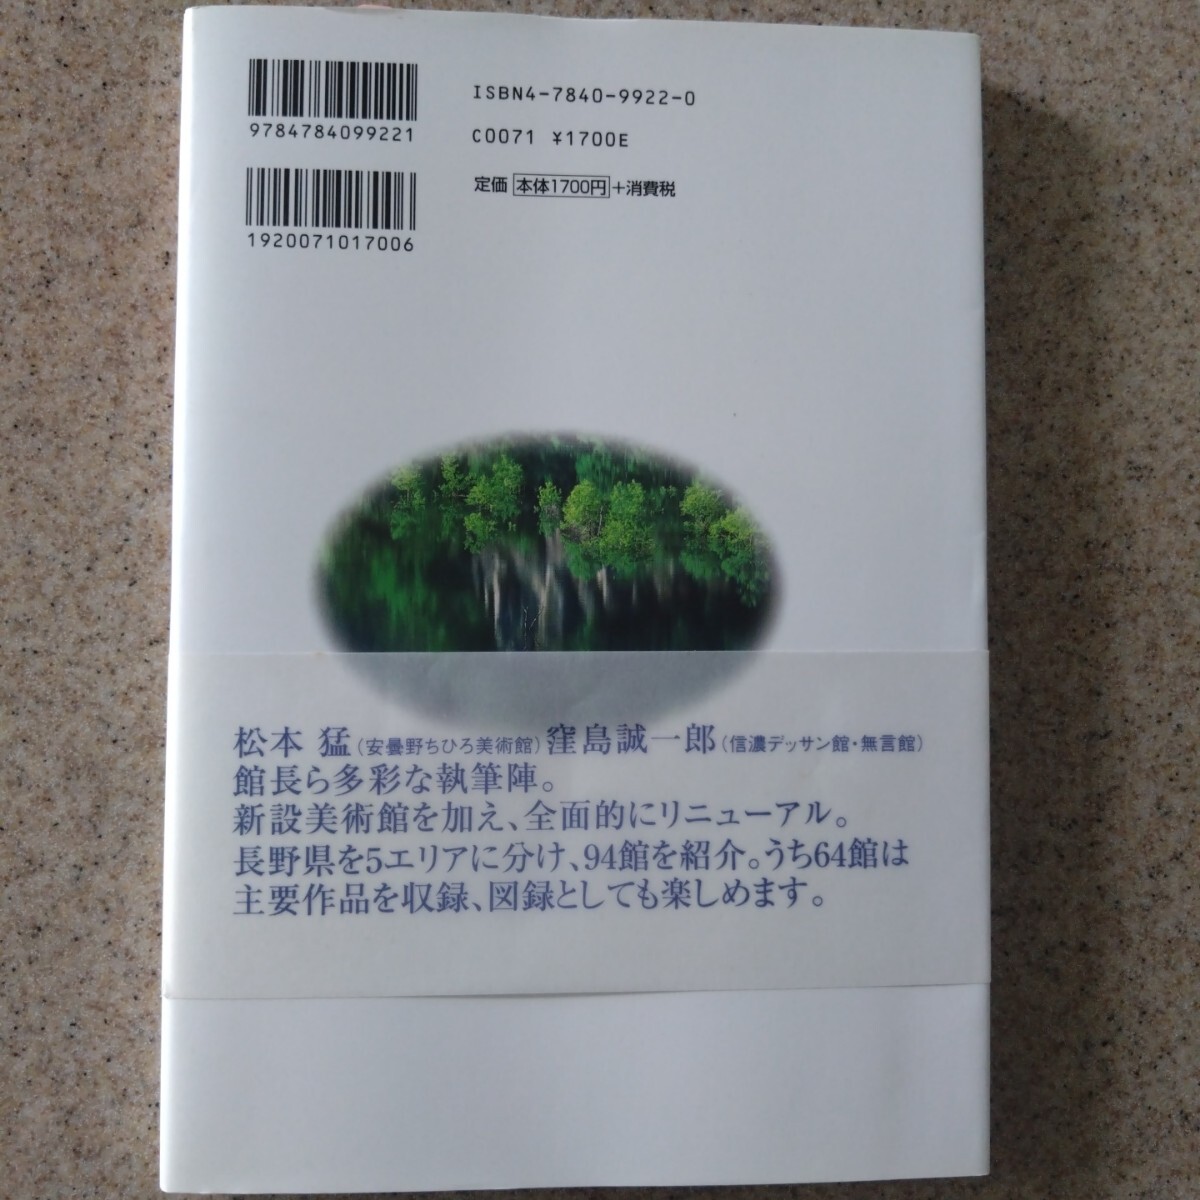 ISBN4-7840-9922-0
9784784099221
C0071 ¥1700E
定価 本体1700円+消費税
1920071017006
松本 猛(安曇野ちひろ美術館)窪島誠一郎(信濃デッサン館・無言館)
館長ら多彩な執筆陣。
新設美術館を加え、全面的にリニューアル。
長野県を5エリアに分け、94館を紹介。うち64館は
主要作品を収録、図録としても楽しめます。